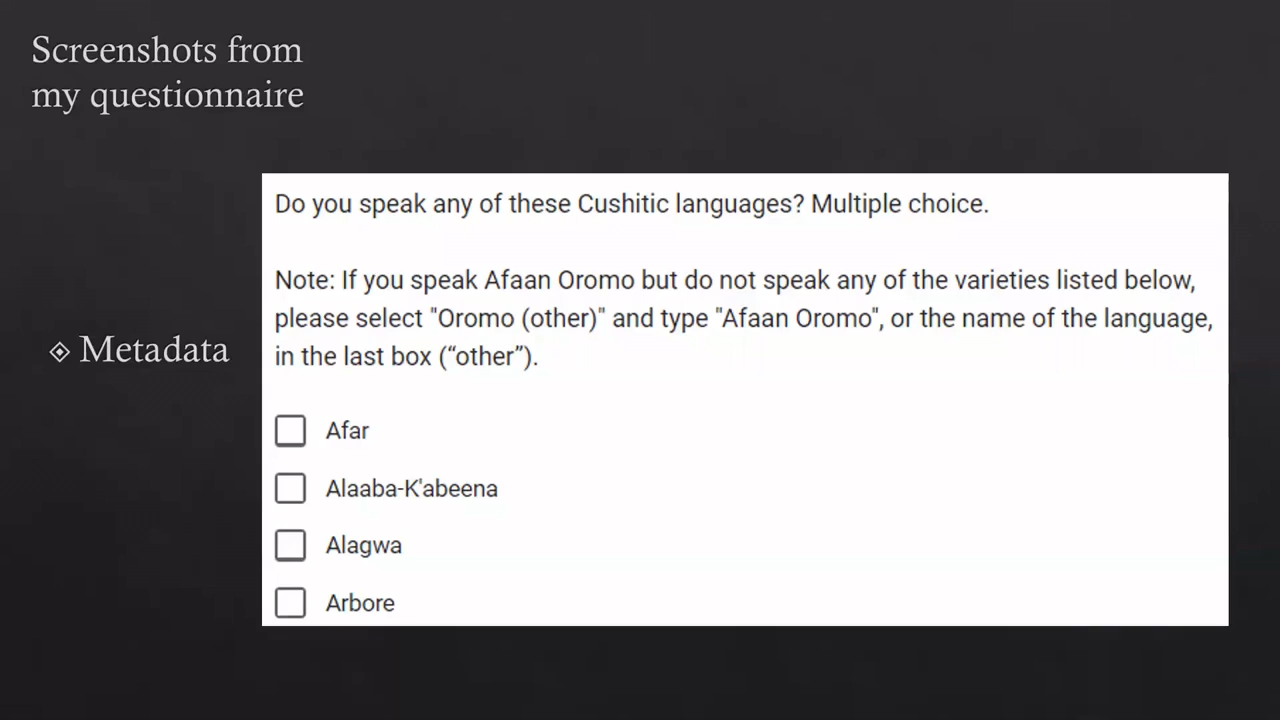 Screenshots from
my questionnaire
Metadata
Do you speak any of these Cushitic languages? Multiple choice.
Note: If you speak Afaan Oromo but do not speak any of the varieties listed below,
please select "Oromo (other)" and type "Afaan Oromo", or the name of the language,
in the last box (“other”).
Afar
Alaaba-K'abeena
Alagwa
Arbore